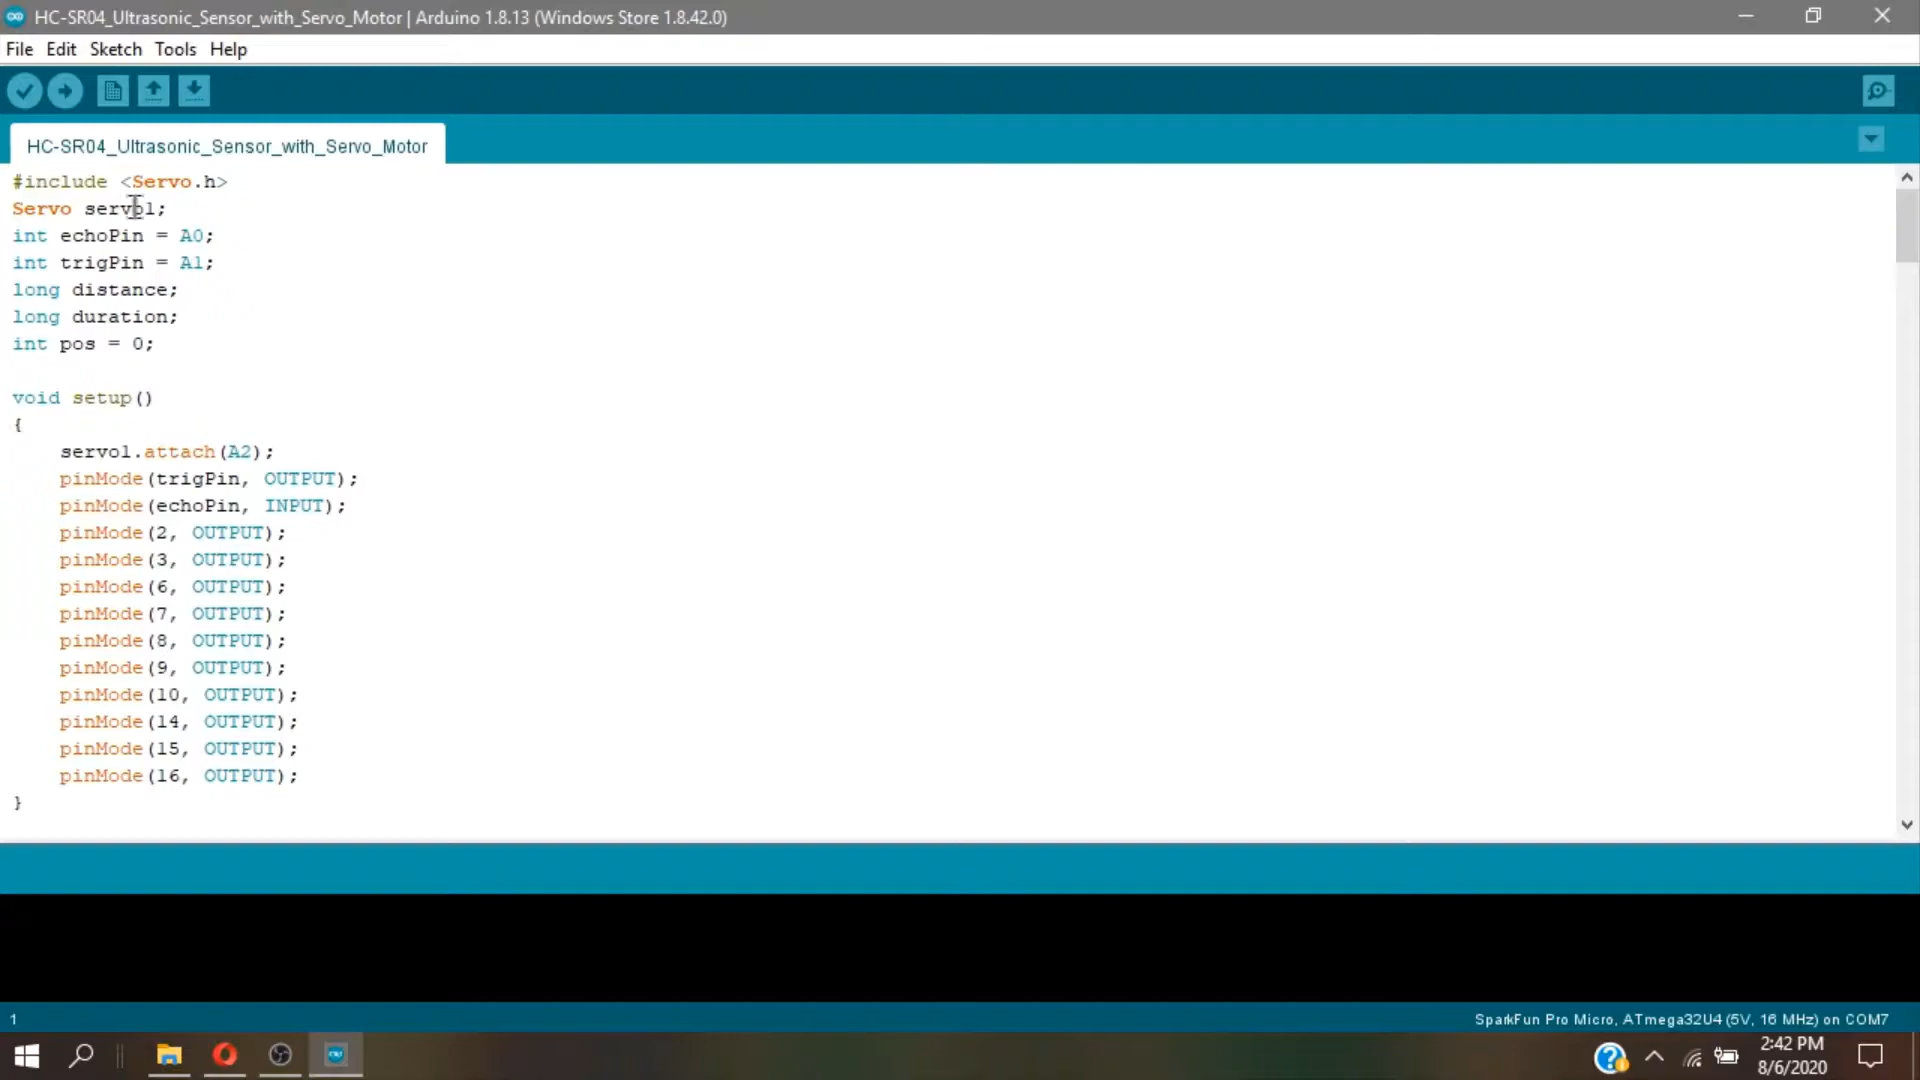 HC-SR04_Ultrasonic_Sensor_with_Servo_Motor | Arduino 1.8.13 (Windows Store 1.8.42.0)
File Edit Sketch Tools Help
HC-SR04_Ultrasonic_Sensor_with_Servo_Motor
#include <Servo.h>
Servo servo1;
int echoPin = A0;
int trigPin = A1;
long distance;
long duration;
int pos = 0;
void setup()
{
servo1.attach(A2);
pinMode(trigPin, OUTPUT);
pinMode(echoPin, INPUT);
pinMode(2, OUTPUT);
pinMode(3, OUTPUT);
pinMode(6, OUTPUT);
pinMode(7, OUTPUT);
pinMode(8, OUTPUT);
pinMode(9, OUTPUT);
pinMode(10, OUTPUT);
pinMode(14, OUTPUT);
pinMode(15, OUTPUT);
pinMode(16, OUTPUT);
}
1 SparkFun Pro Micro, ATmega32U4 (5V, 16 MHz) on COM7
2:42 PM
8/6/2020